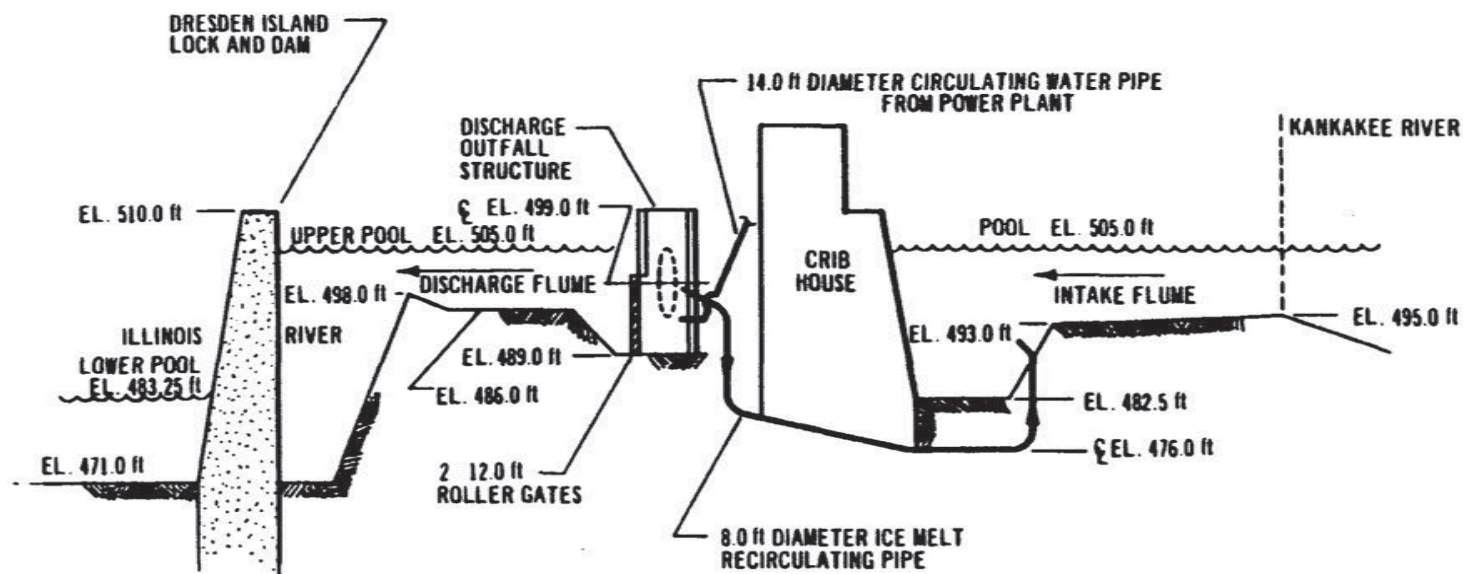 DRESDEN ISLAND
LOCK AND DAM
14.0 ft DIAMETER CIRCULATING WATER PIPE
FROM POWER PLANT
DISCHARGE
OUTFALL
STRUCTURE
KANKAKEE RIVER
EL. 510.0 ft
℄ EL. 499.0 ft
UPPER POOL EL. 505.0 ft
POOL EL. 505.0 ft
CRIB
HOUSE
DISCHARGE FLUME
INTAKE FLUME
EL. 498.0 ft
EL. 493.0 ft
EL. 495.0 ft
ILLINOIS
RIVER
LOWER POOL
EL. 483.25 ft
EL. 489.0 ft
EL. 486.0 ft
EL. 482.5 ft
℄ EL. 476.0 ft
EL. 471.0 ft
2 12.0 ft
ROLLER GATES
8.0 ft DIAMETER ICE MELT
RECIRCULATING PIPE